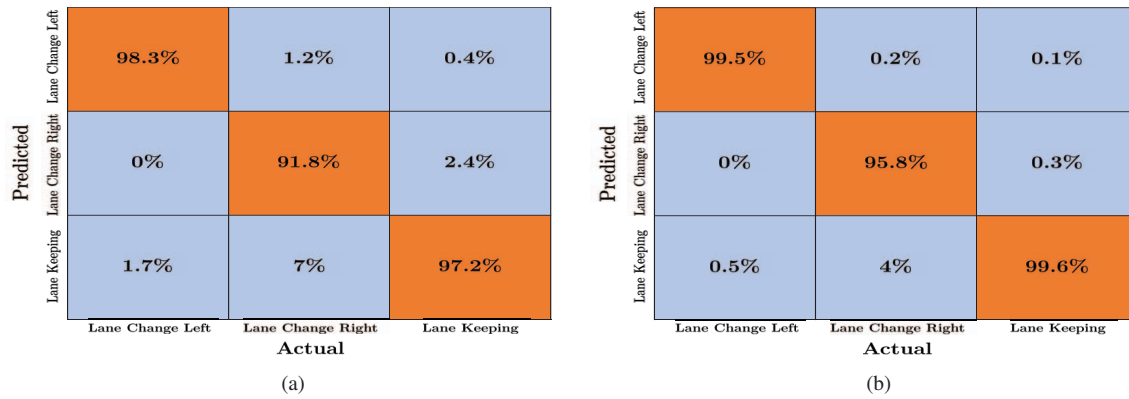 Predicted
Lane Change Left
98.3%
1.2%
0.4%
Lane Change Right
0%
91.8%
2.4%
Lane Keeping
1.7%
7%
97.2%
Lane Change Left
Lane Change Right
Lane Keeping
Actual
(a)
Predicted
Lane Change Left
99.5%
0.2%
0.1%
Lane Change Right
0%
95.8%
0.3%
Lane Keeping
0.5%
4%
99.6%
Lane Change Left
Lane Change Right
Lane Keeping
Actual
(b)